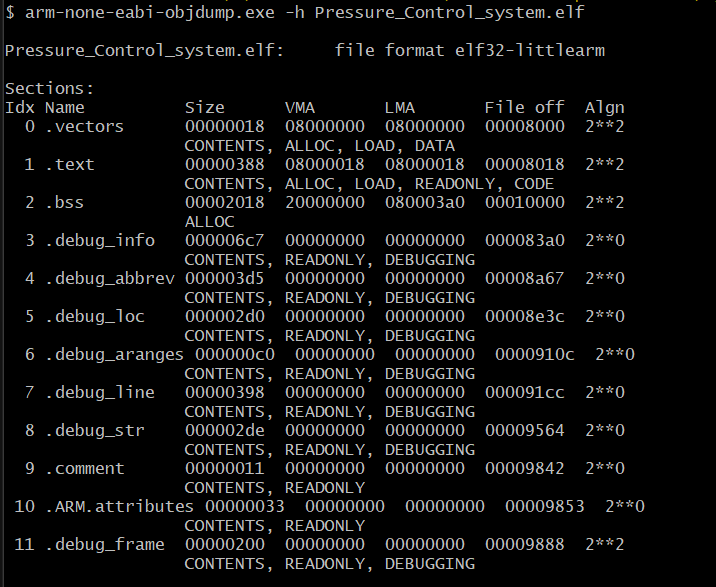 $ arm-none-eabi-objdump.exe -h Pressure_Control_system.elf
Pressure_Control_system.elf:     file format elf32-littlearm
Sections:
Idx Name          Size      VMA       LMA       File off  Algn
  0 .vectors      00000018  08000000  08000000  00008000  2**2
                  CONTENTS, ALLOC, LOAD, DATA
  1 .text         00000388  08000018  08000018  00008018  2**2
                  CONTENTS, ALLOC, LOAD, READONLY, CODE
  2 .bss          00002018  20000000  080003a0  00010000  2**2
                  ALLOC
  3 .debug_info   000006c7  00000000  00000000  000083a0  2**0
                  CONTENTS, READONLY, DEBUGGING
  4 .debug_abbrev 000003d5  00000000  00000000  00008a67  2**0
                  CONTENTS, READONLY, DEBUGGING
  5 .debug_loc    000002d0  00000000  00000000  00008e3c  2**0
                  CONTENTS, READONLY, DEBUGGING
  6 .debug_aranges 000000c0  00000000  00000000  0000910c  2**0
                  CONTENTS, READONLY, DEBUGGING
  7 .debug_line   00000398  00000000  00000000  000091cc  2**0
                  CONTENTS, READONLY, DEBUGGING
  8 .debug_str    000002de  00000000  00000000  00009564  2**0
                  CONTENTS, READONLY, DEBUGGING
  9 .comment      00000011  00000000  00000000  00009842  2**0
                  CONTENTS, READONLY
 10 .ARM.attributes 00000033  00000000  00000000  00009853  2**0
                  CONTENTS, READONLY
 11 .debug_frame  00000200  00000000  00000000  00009888  2**2
                  CONTENTS, READONLY, DEBUGGING